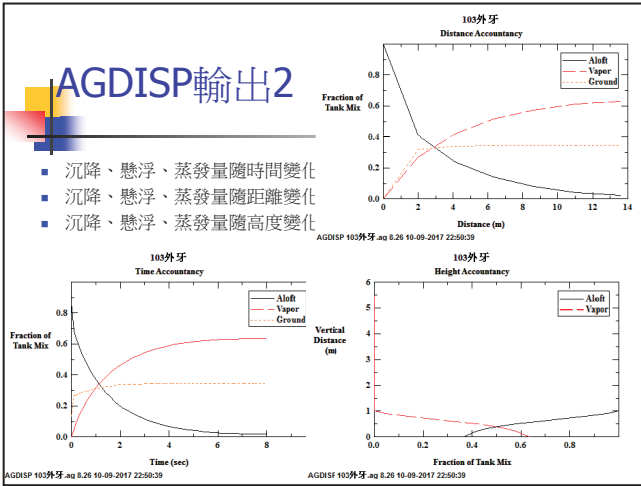 AGDISP輸出2
沉降、懸浮、蒸發量隨時間變化
沉降、懸浮、蒸發量隨距離變化
沉降、懸浮、蒸發量隨高度變化
103外牙
Distance Accountancy
Aloft
Vapor
Ground
Fraction of
Tank Mix
0.8
0.6
0.4
0.2
0.0
0 2 4 6 8 10 12 14
Distance (m)
AGDISP 103外牙.ag 8.26 10-09-2017 22:50:39
103外牙
Time Accountancy
Aloft
Vapor
Ground
Fraction of
Tank Mix
0.8
0.6
0.4
0.2
0.0
0 2 4 6 8
Time (sec)
AGDISP 103外牙.ag 8.26 10-09-2017 22:50:39
103外牙
Height Accountancy
Aloft
Vapor
Vertical
Distance
(m)
6
5
4
3
2
1
0
0.0 0.2 0.4 0.6 0.8
Fraction of Tank Mix
AGDISP 103外牙.ag 8.26 10-09-2017 22:50:39